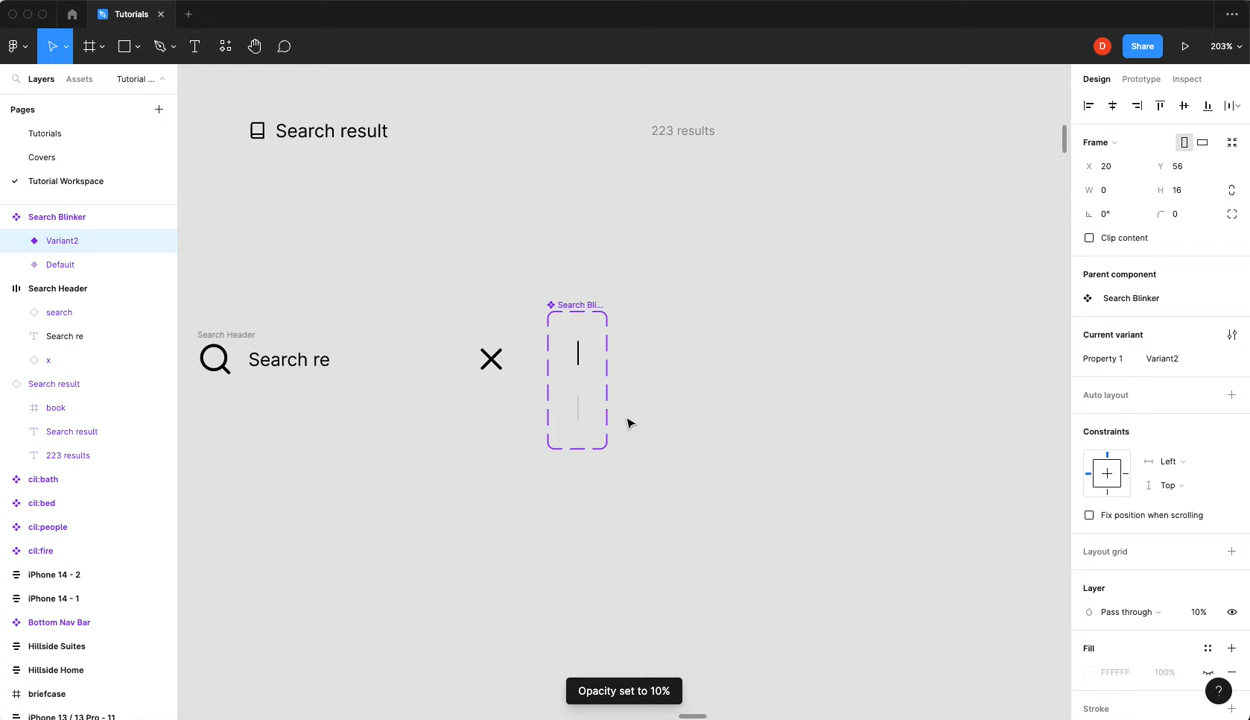 Tutorials
Share
203%
D
Layers
Assets
Tutorial ...
Pages
Tutorials
Covers
Tutorial Workspace
Search Blinker
Variant2
Default
Search Header
search
Search re
x
Search result
book
Search result
223 results
cil:bath
cil:bed
cil:people
cil:fire
iPhone 14 - 2
iPhone 14 - 1
Bottom Nav Bar
Hillside Suites
Hillside Home
briefcase
iPhone 13 / 13 Pro - 11
Search result
223 results
Search Header
Search re
Search Bli...
Opacity set to 10%
Design
Prototype
Inspect
Frame
X 20
Y 56
W 0
H 16
0°
0
Clip content
Parent component
Search Blinker
Current variant
Property 1
Variant2
Auto layout
Constraints
Left
Top
Fix position when scrolling
Layout grid
Layer
Pass through
10%
Fill
FFFFFF
100%
Stroke
?